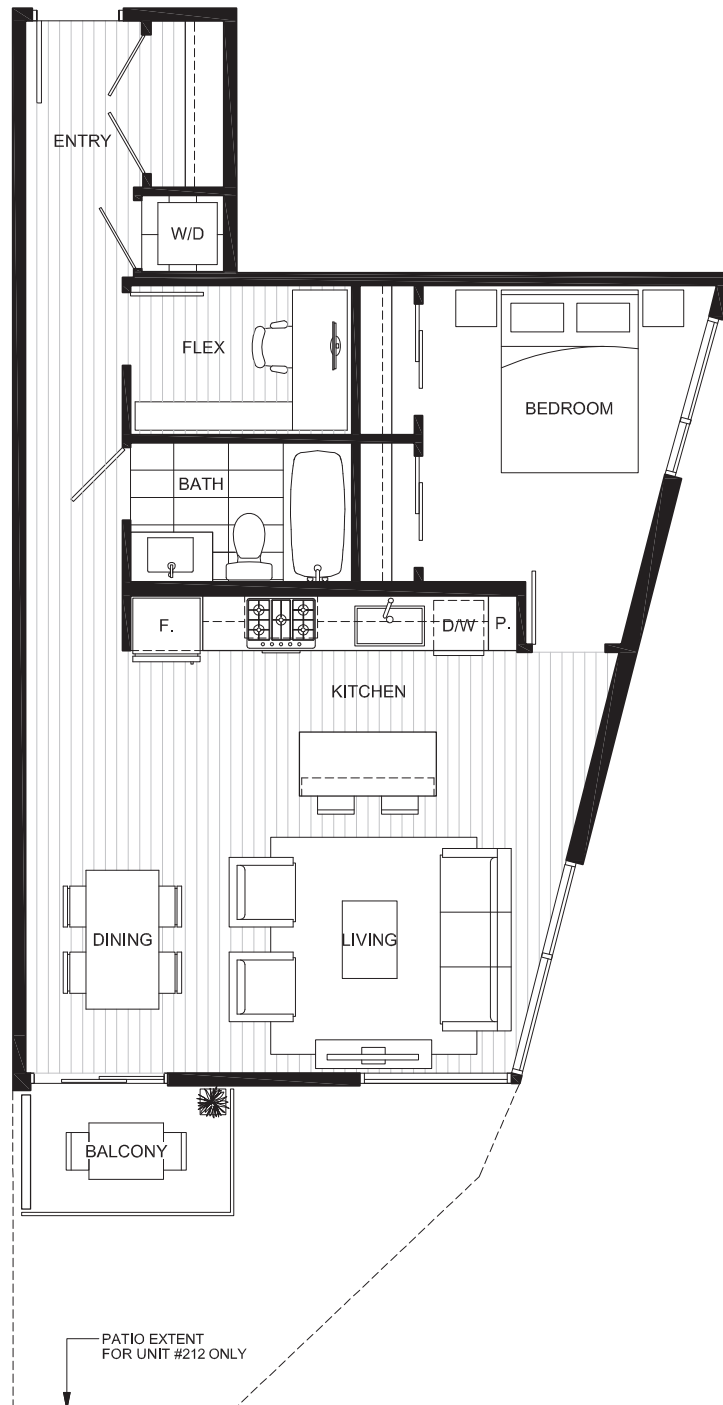 ENTRY
W/D
FLEX
BEDROOM
BATH
F.
D/W
P.
KITCHEN
DINING
LIVING
BALCONY
PATIO EXTENT
FOR UNIT #212 ONLY